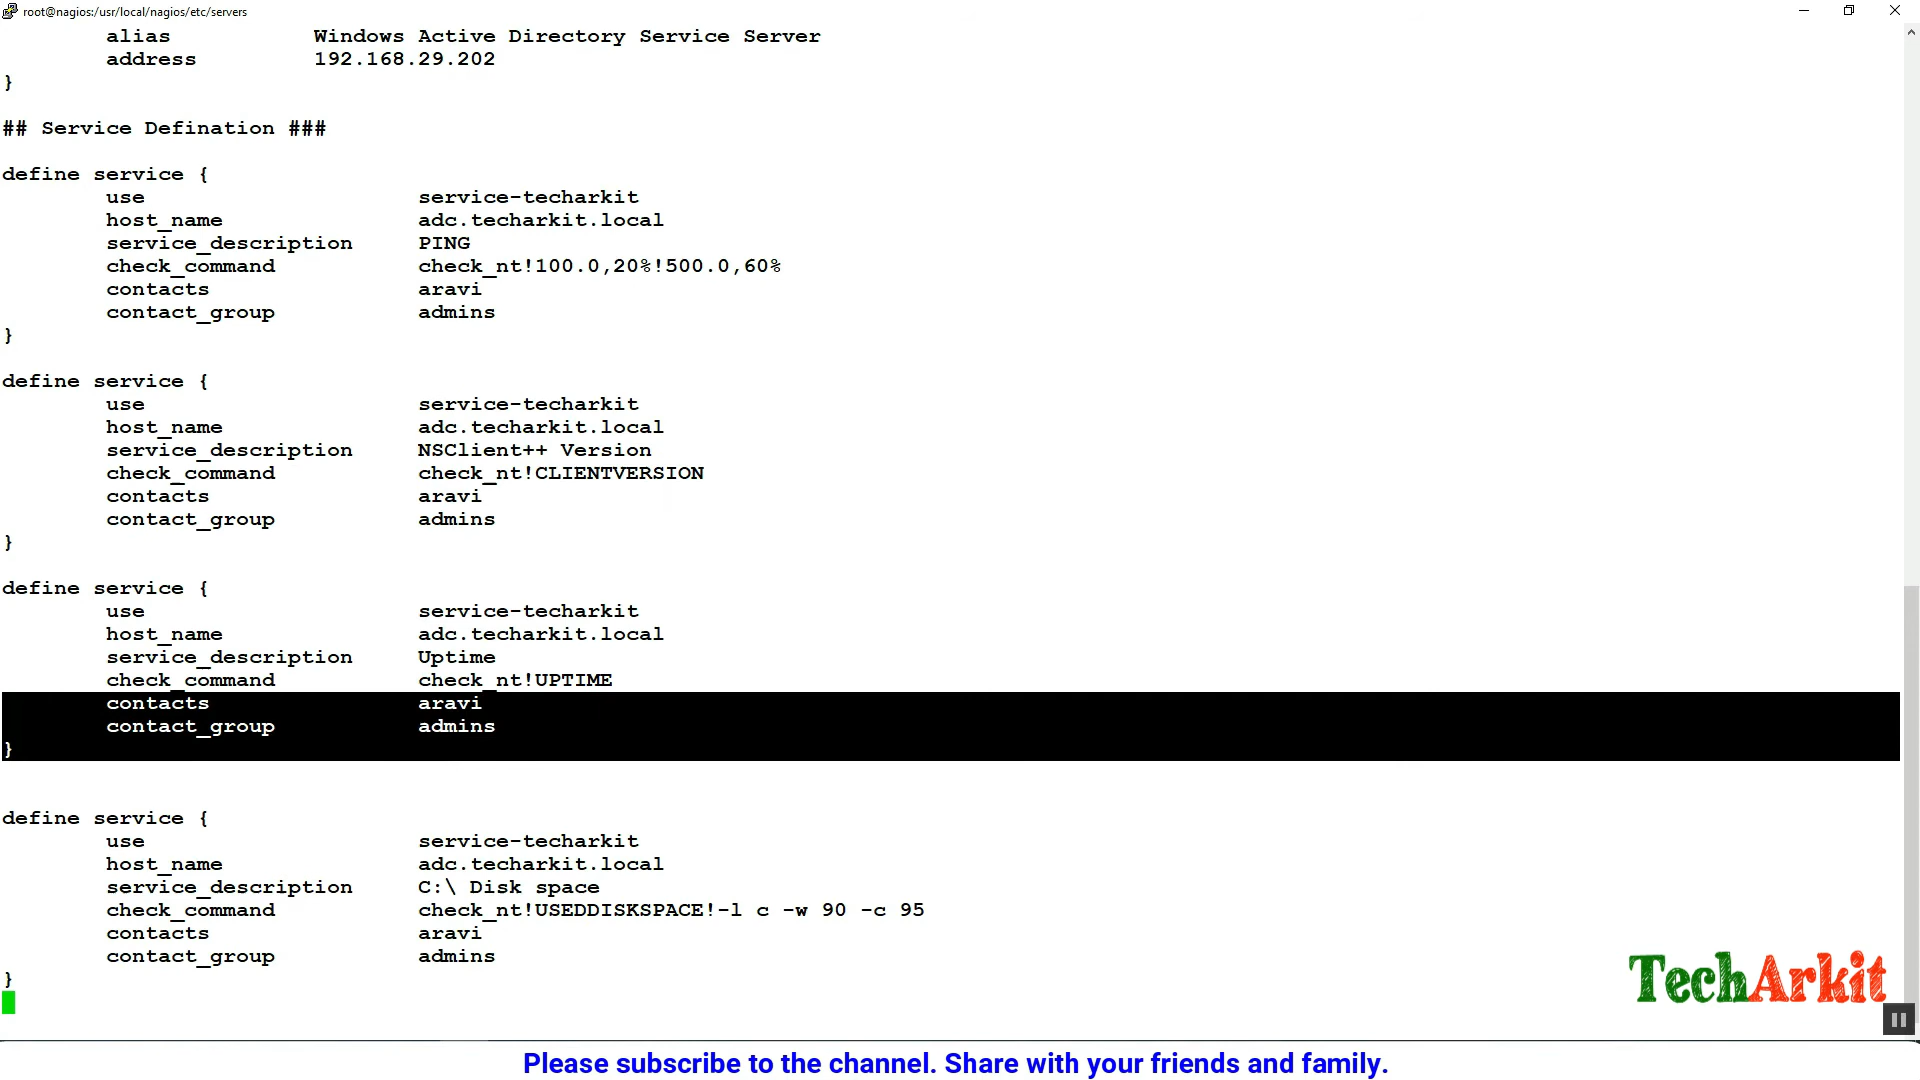 root@nagios:/usr/local/nagios/etc/servers
alias Windows Active Directory Service Server
address 192.168.29.202
}
## Service Defination ###
define service {
use service-techarkit
host_name adc.techarkit.local
service_description PING
check_command check_nt!100.0,20%!500.0,60%
contacts aravi
contact_group admins
}
define service {
use service-techarkit
host_name adc.techarkit.local
service_description NSClient++ Version
check_command check_nt!CLIENTVERSION
contacts aravi
contact_group admins
}
define service {
use service-techarkit
host_name adc.techarkit.local
service_description Uptime
check_command check_nt!UPTIME
contacts aravi
contact_group admins
}
define service {
use service-techarkit
host_name adc.techarkit.local
service_description C:\ Disk space
check_command check_nt!USEDDISKSPACE!-l c -w 90 -c 95
contacts aravi
contact_group admins
}
TechArkit
Please subscribe to the channel. Share with your friends and family.